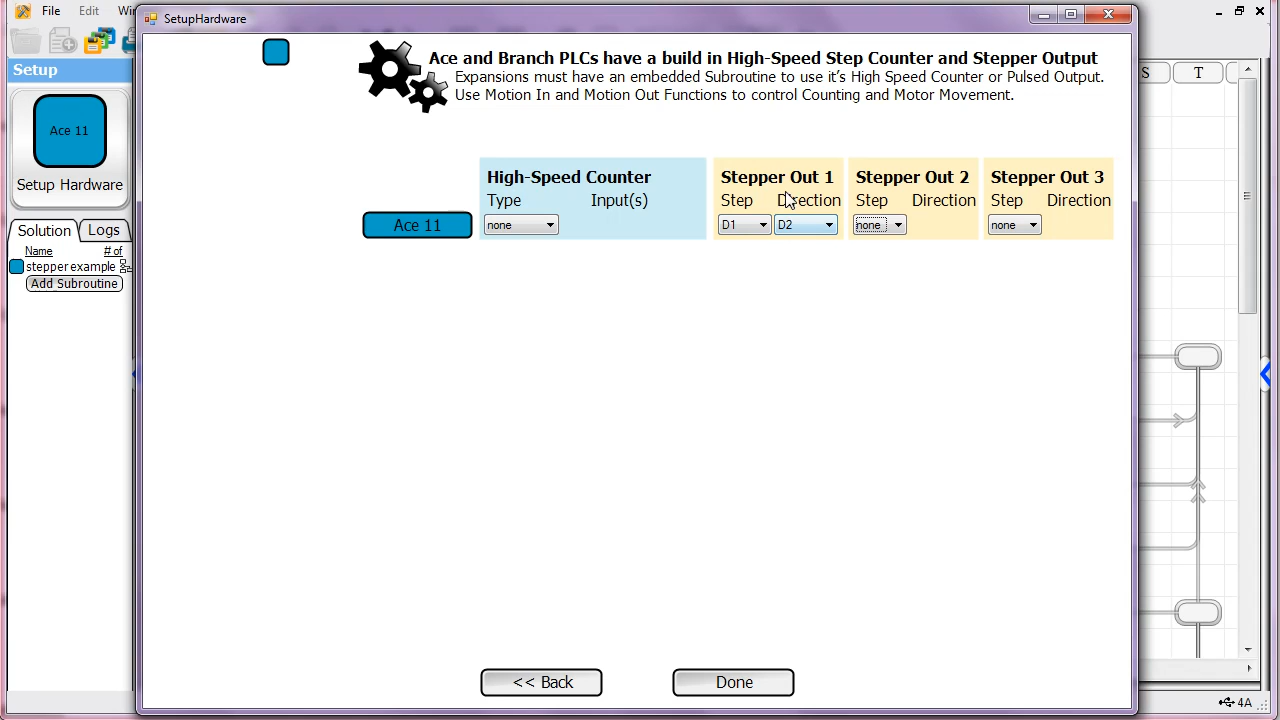 File Edit Win
SetupHardware
Setup
Ace 11
Setup Hardware
Solution Logs
Name # of
stepper example
Add Subroutine
Ace and Branch PLCs have a build in High-Speed Step Counter and Stepper Output
Expansions must have an embedded Subroutine to use it's High Speed Counter or Pulsed Output.
Use Motion In and Motion Out Functions to control Counting and Motor Movement.
High-Speed Counter Stepper Out 1 Stepper Out 2 Stepper Out 3
Type Input(s) Step Direction Step Direction Step Direction
Ace 11 none D1 D2 none none
<< Back Done
S T
4A